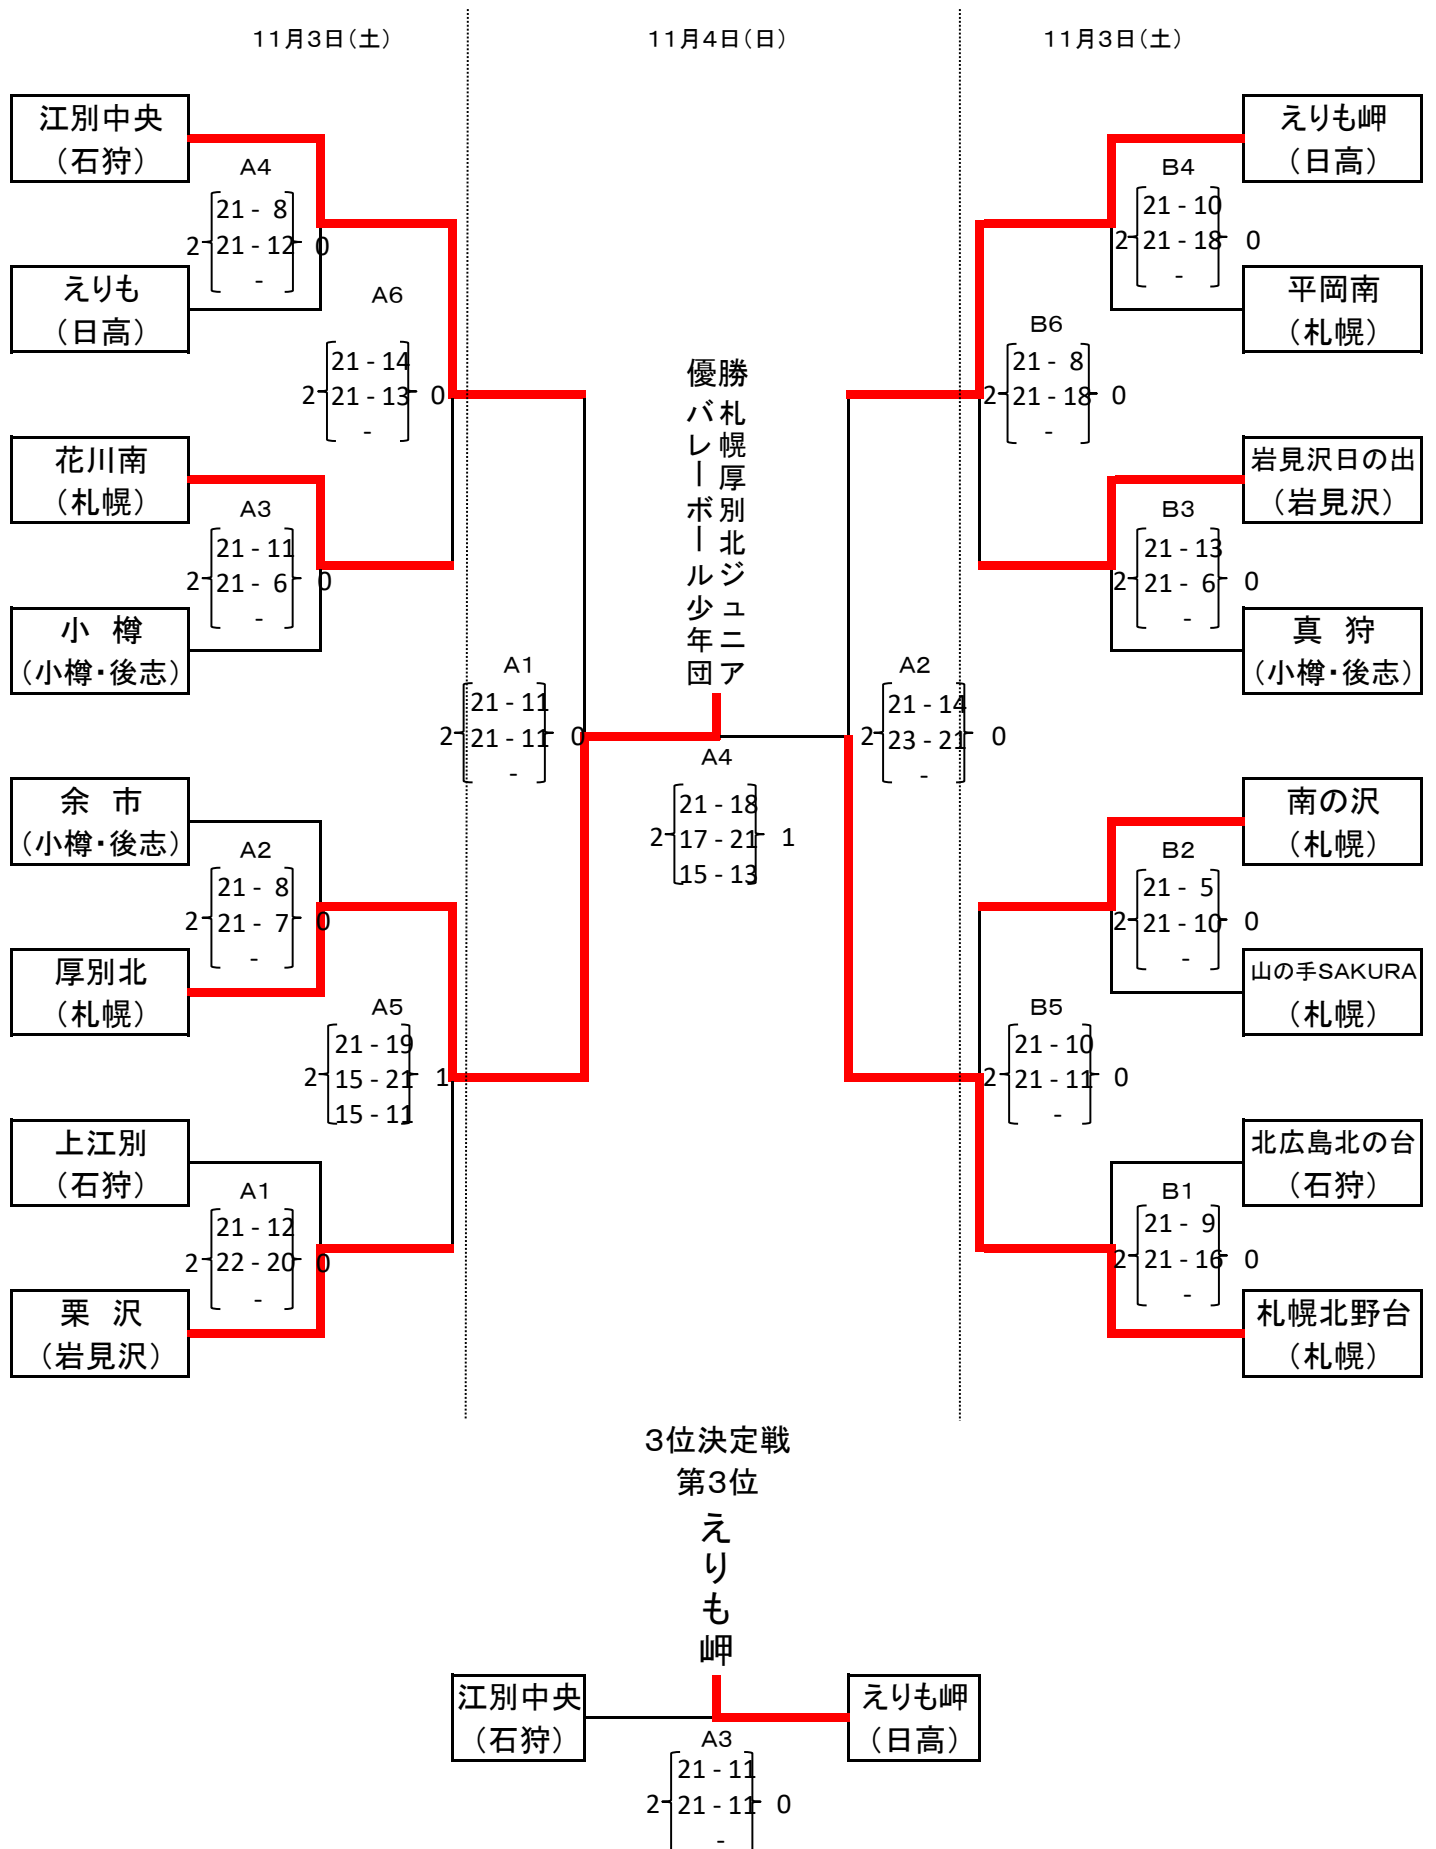 11月3日(土)
11月4日(日)
11月3日(土)
江別中央
(石狩)
A4
21 - 8
2 21 - 12 0
-
えりも
(日高)
A6
21 - 14
2 21 - 13 0
-
花川南
(札幌)
A3
21 - 11
2 21 - 6 0
-
小 樽
(小樽・後志)
A1
21 - 11
2 21 - 11 0
-
余 市
(小樽・後志)
A2
21 - 8
2 21 - 7 0
-
厚別北
(札幌)
A5
21 - 19
2 15 - 21 1
15 - 11
上江別
(石狩)
A1
21 - 12
2 22 - 20 0
-
栗 沢
(岩見沢)
優勝
札幌厚別北ジュニア
バレーボール少年団
A4
21 - 18
2 17 - 21 1
15 - 13
えりも岬
(日高)
B4
21 - 10
2 21 - 18 0
-
平岡南
(札幌)
B6
21 - 8
2 21 - 18 0
-
岩見沢日の出
(岩見沢)
B3
21 - 13
2 21 - 6 0
-
真 狩
(小樽・後志)
A2
21 - 14
2 23 - 21 0
-
南の沢
(札幌)
B2
21 - 5
2 21 - 10 0
-
山の手SAKURA
(札幌)
B5
21 - 10
2 21 - 11 0
-
北広島北の台
(石狩)
B1
21 - 9
2 21 - 16 0
-
札幌北野台
(札幌)
3位決定戦
第3位
えりも岬
江別中央
(石狩)
えりも岬
(日高)
A3
21 - 11
2 21 - 11 0
-